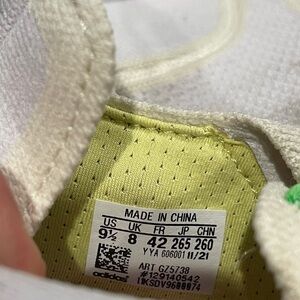 MADE IN CHINA
US UK FR JP CHN
9½ 8 42 265 260
YYA 606001 11/21
ART GZ5738
#129140542
adidas